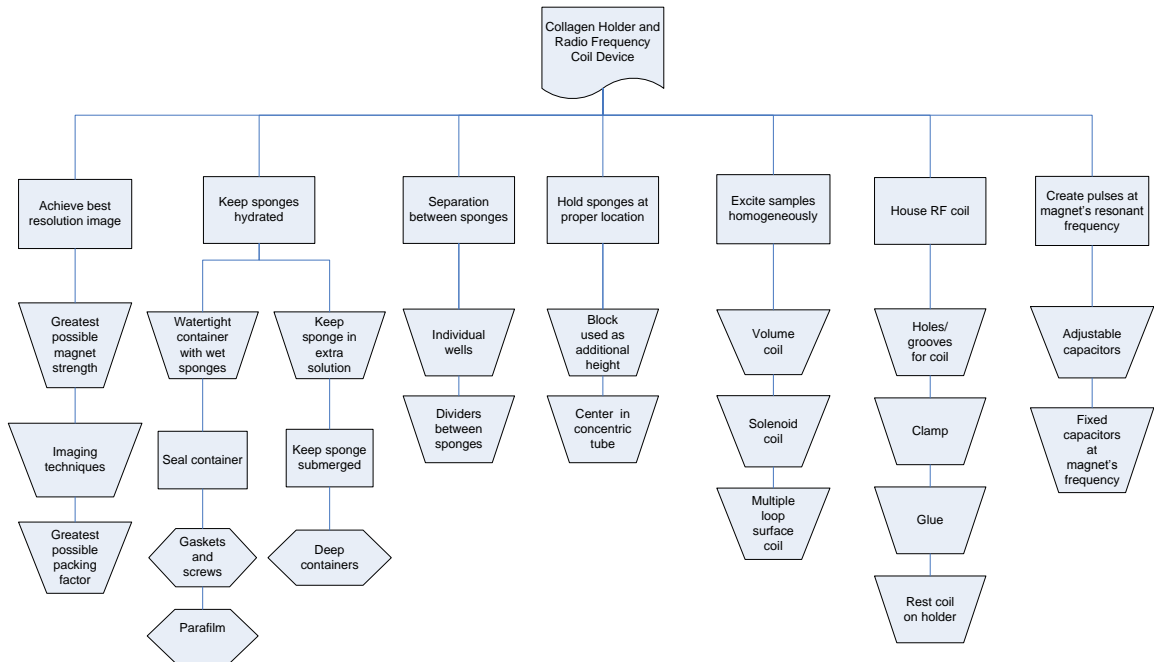 Collagen Holder and
Radio Frequency
Coil Device
Achieve best
resolution image
Keep sponges
hydrated
Separation
between sponges
Hold sponges at
proper location
Excite samples
homogeneously
House RF coil
Create pulses at
magnet's resonant
frequency
Greatest
possible
magnet
strength
Watertight
container
with wet
sponges
Keep
sponge in
extra
solution
Individual
wells
Block
used as
additional
height
Volume
coil
Holes/
grooves
for coil
Adjustable
capacitors
Imaging
techniques
Seal container
Keep sponge
submerged
Dividers
between
sponges
Center in
concentric
tube
Solenoid
coil
Clamp
Fixed
capacitors
at
magnet's
frequency
Greatest
possible
packing
factor
Gaskets
and
screws
Deep
containers
Multiple
loop
surface
coil
Glue
Parafilm
Rest coil
on holder